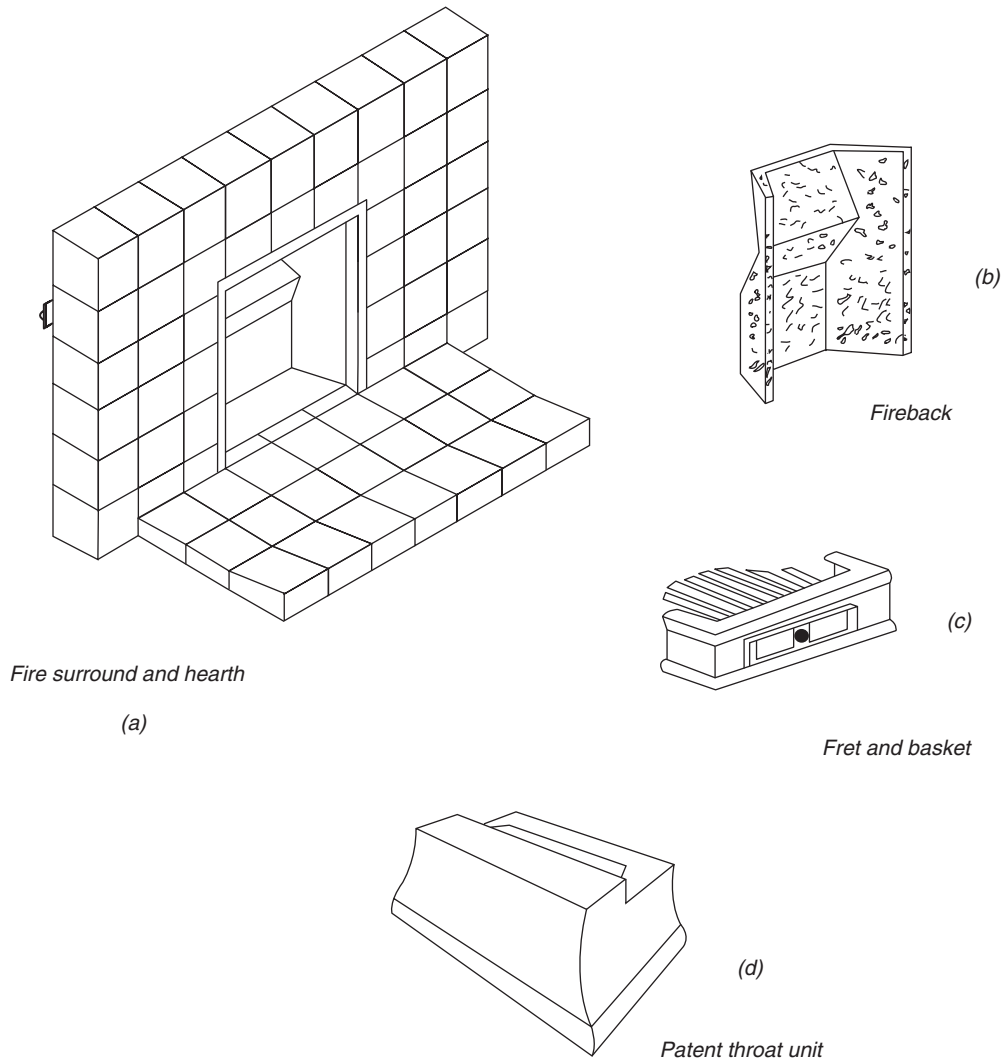 (b)
Fireback
(c)
Fire surround and hearth
(a)
Fret and basket
(d)
Patent throat unit